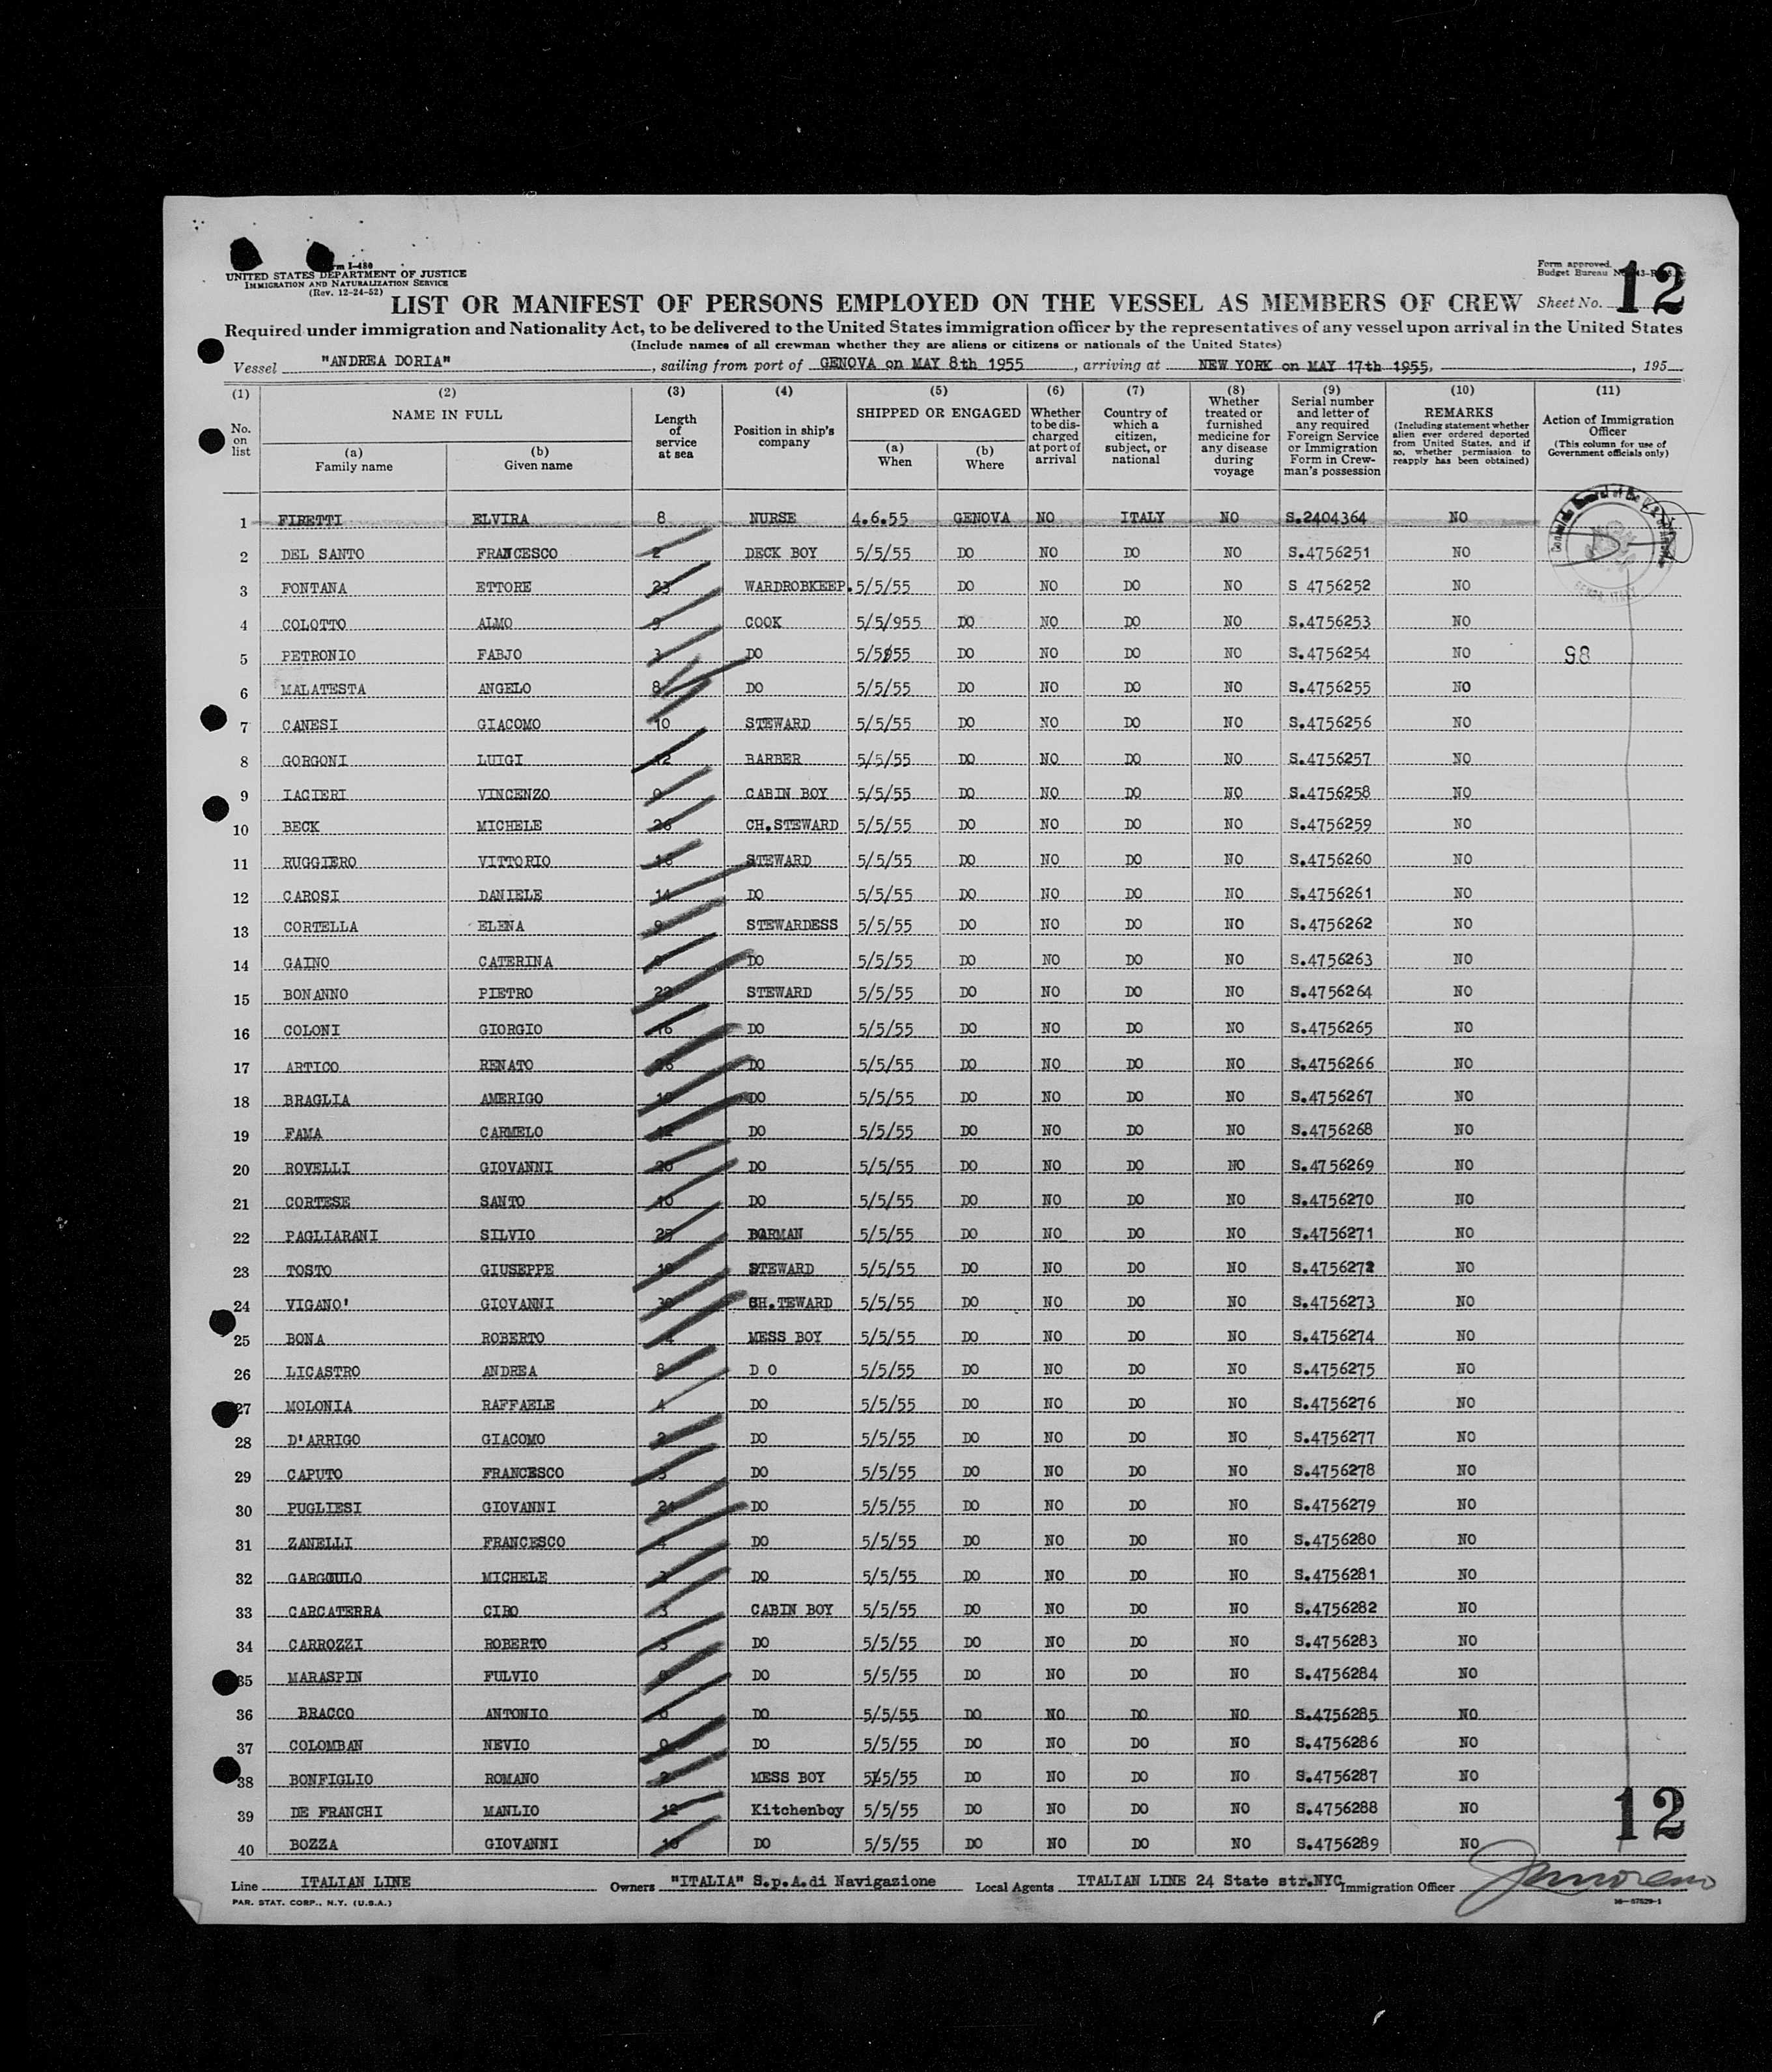 Form I-480
UNITED STATES DEPARTMENT OF JUSTICE
IMMIGRATION AND NATURALIZATION SERVICE
(Rev. 12-24-52)
Form approved.
Budget Bureau
LIST OR MANIFEST OF PERSONS EMPLOYED ON THE VESSEL AS MEMBERS OF CREW Sheet No. 12
Required under immigration and Nationality Act, to be delivered to the United States immigration officer by the representatives of any vessel upon arrival in the United States
(Include names of all crewman whether they are aliens or citizens or nationals of the United States)
Vessel "ANDREA DORIA", sailing from port of GENOVA on MAY 8th 1955, arriving at NEW YORK on MAY 17th 1955, , 195
(1) (2) (3) (4) (5) (6) (7) (8) (9) (10) (11)
No. on list
NAME IN FULL
(a) Family name
(b) Given name
Length of service at sea
Position in ship's company
SHIPPED OR ENGAGED
(a) When
(b) Where
Whether to be discharged at port of arrival
Country of which a citizen, subject, or national
Whether treated or furnished medicine for any disease during voyage
Serial number and letter of any required Foreign Service or Immigration Form in Crewman's possession
REMARKS
(Including statement whether alien ever ordered deported from United States, and if so, whether permission to reapply has been obtained)
Action of Immigration Officer
(This column for use of Government officials only)
1 FIRETTI ELVIRA 8 NURSE 4.6.55 GENOVA NO ITALY NO S.2404364 NO
2 DEL SANTO FRANCESCO 2 DECK BOY 5/5/55 DO NO DO NO S.4756251 NO
3 FONTANA ETTORE 23 WARDROBKEEP. 5/5/55 DO NO DO NO S 4756252 NO
4 COLOTTO ALMO 9 COOK 5/5/955 DO NO DO NO S.4756253 NO
5 PETRONIO FABJO DO 5/5/55 DO NO DO NO S.4756254 NO 98
6 MALATESTA ANGELO 8 DO 5/5/55 DO NO DO NO S.4756255 NO
7 CANESI GIACOMO 10 STEWARD 5/5/55 DO NO DO NO S.4756256 NO
8 GORGONI LUIGI 12 BARBER 5/5/55 DO NO DO NO S.4756257 NO
9 IACIERI VINCENZO CABIN BOY 5/5/55 DO NO DO NO S.4756258 NO
10 BECK MICHELE 26 CH.STEWARD 5/5/55 DO NO DO NO S.4756259 NO
11 RUGGIERO VITTORIO STEWARD 5/5/55 DO NO DO NO S.4756260 NO
12 CAROSI DANIELE 14 DO 5/5/55 DO NO DO NO S.4756261 NO
13 CORTELLA ELENA 9 STEWARDESS 5/5/55 DO NO DO NO S.4756262 NO
14 GAINO CATERINA DO 5/5/55 DO NO DO NO S.4756263 NO
15 BONANNO PIETRO STEWARD 5/5/55 DO NO DO NO S.4756264 NO
16 COLONI GIORGIO 16 DO 5/5/55 DO NO DO NO S.4756265 NO
17 ARTICO RENATO DO 5/5/55 DO NO DO NO S.4756266 NO
18 BRAGLIA AMERIGO DO 5/5/55 DO NO DO NO S.4756267 NO
19 FAMA CARMELO 12 DO 5/5/55 DO NO DO NO S.4756268 NO
20 ROVELLI GIOVANNI 20 DO 5/5/55 DO NO DO NO S.4756269 NO
21 CORTESE SANTO 10 DO 5/5/55 DO NO DO NO S.4756270 NO
22 PAGLIARANI SILVIO BARMAN 5/5/55 DO NO DO NO S.4756271 NO
23 TOSTO GIUSEPPE STEWARD 5/5/55 DO NO DO NO S.4756272 NO
24 VIGANO' GIOVANNI CH.TEWARD 5/5/55 DO NO DO NO S.4756273 NO
25 BONA ROBERTO MESS BOY 5/5/55 DO NO DO NO S.4756274 NO
26 LICASTRO ANDREA 8 D O 5/5/55 DO NO DO NO S.4756275 NO
27 MOLONIA RAFFAELE 4 DO 5/5/55 DO NO DO NO S.4756276 NO
28 D'ARRIGO GIACOMO DO 5/5/55 DO NO DO NO S.4756277 NO
29 CAPUTO FRANCESCO DO 5/5/55 DO NO DO NO S.4756278 NO
30 PUGLIESI GIOVANNI DO 5/5/55 DO NO DO NO S.4756279 NO
31 ZANELLI FRANCESCO DO 5/5/55 DO NO DO NO S.4756280 NO
32 GARGIULO MICHELE DO 5/5/55 DO NO DO NO S.4756281 NO
33 CARCATERRA CIRO 3 CABIN BOY 5/5/55 DO NO DO NO S.4756282 NO
34 CARROZZI ROBERTO DO 5/5/55 DO NO DO NO S.4756283 NO
35 MARASPIN FULVIO DO 5/5/55 DO NO DO NO S.4756284 NO
36 BRACCO ANTONIO DO 5/5/55 DO NO DO NO S.4756285 NO
37 COLOMBAN NEVIO DO 5/5/55 DO NO DO NO S.4756286 NO
38 BONFIGLIO ROMANO MESS BOY 5/5/55 DO NO DO NO S.4756287 NO
39 DE FRANCHI MANLIO 12 Kitchenboy 5/5/55 DO NO DO NO S.4756288 NO
40 BOZZA GIOVANNI 10 DO 5/5/55 DO NO DO NO S.4756289 NO
12
Line ITALIAN LINE Owners "ITALIA" S.p.A.di Navigazione Local Agents ITALIAN LINE 24 State str.NYC Immigration Officer
PAR. STAT. CORP., N.Y. (U.S.A.)